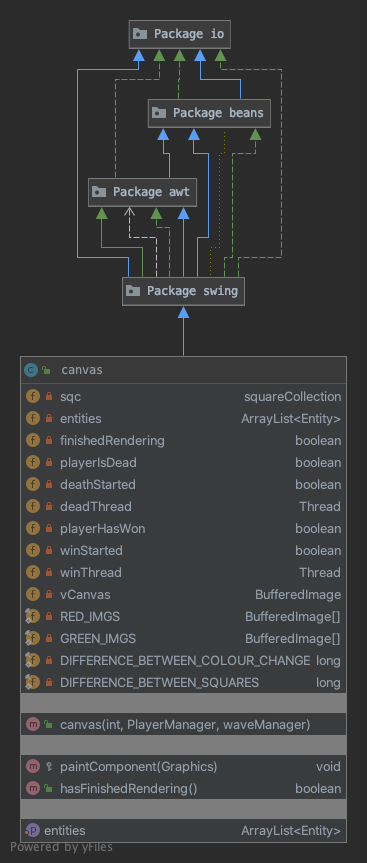 Package io
Package beans
Package awt
Package swing
canvas
sqc squareCollection
entities ArrayList<Entity>
finishedRendering boolean
playerIsDead boolean
deathStarted boolean
deadThread Thread
playerHasWon boolean
winStarted boolean
winThread Thread
vCanvas BufferedImage
RED_IMGS BufferedImage[]
GREEN_IMGS BufferedImage[]
DIFFERENCE_BETWEEN_COLOUR_CHANGE long
DIFFERENCE_BETWEEN_SQUARES long
canvas(int, PlayerManager, waveManager)
paintComponent(Graphics) void
hasFinishedRendering() boolean
entities ArrayList<Entity>
Powered by yFiles